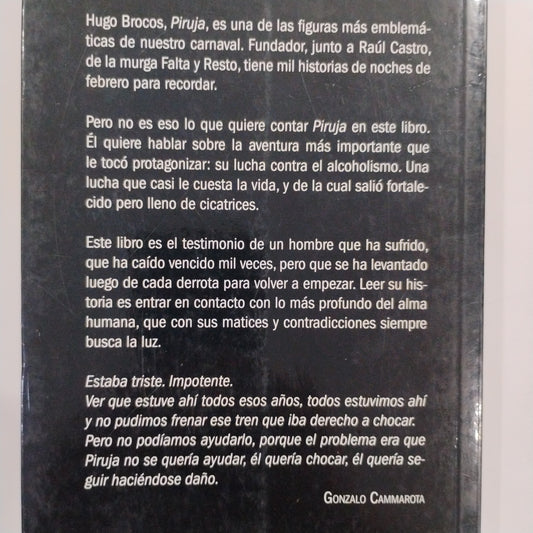 Hugo Brocos, Piruja, es una de las figuras más emblemá-
ticas de nuestro carnaval. Fundador, junto a Raúl Castro,
de la murga Falta y Resto, tiene mil historias de noches de
febrero para recordar.
Pero no es eso lo que quiere contar Piruja en este libro.
Él quiere hablar sobre la aventura más importante que
le tocó protagonizar: su lucha contra el alcoholismo. Una
lucha que casi le cuesta la vida, y de la cual salió fortale-
cido pero lleno de cicatrices.
Este libro es el testimonio de un hombre que ha sufrido,
que ha caído vencido mil veces, pero que se ha levantado
luego de cada derrota para volver a empezar. Leer su his-
toria es entrar en contacto con lo más profundo del alma
humana, que con sus matices y contradicciones siempre
busca la luz.
Estaba triste. Impotente.
Ver que estuve ahí todos esos años, todos estuvimos ahí
y no pudimos frenar ese tren que iba derecho a chocar.
Pero no podíamos ayudarlo, porque el problema era que
Piruja no se quería ayudar, él quería chocar, él quería se-
guir haciéndose daño.
GONZALO CAMMAROTA